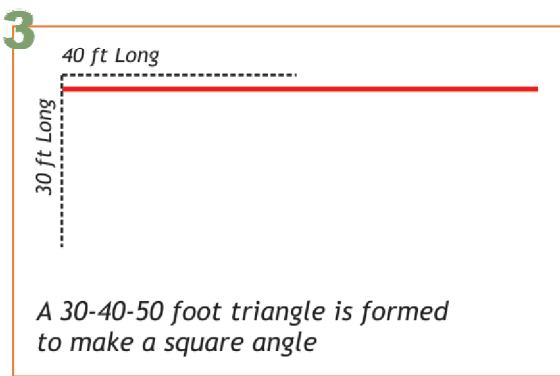 3
40 ft Long
30 ft Long
A 30-40-50 foot triangle is formed
to make a square angle